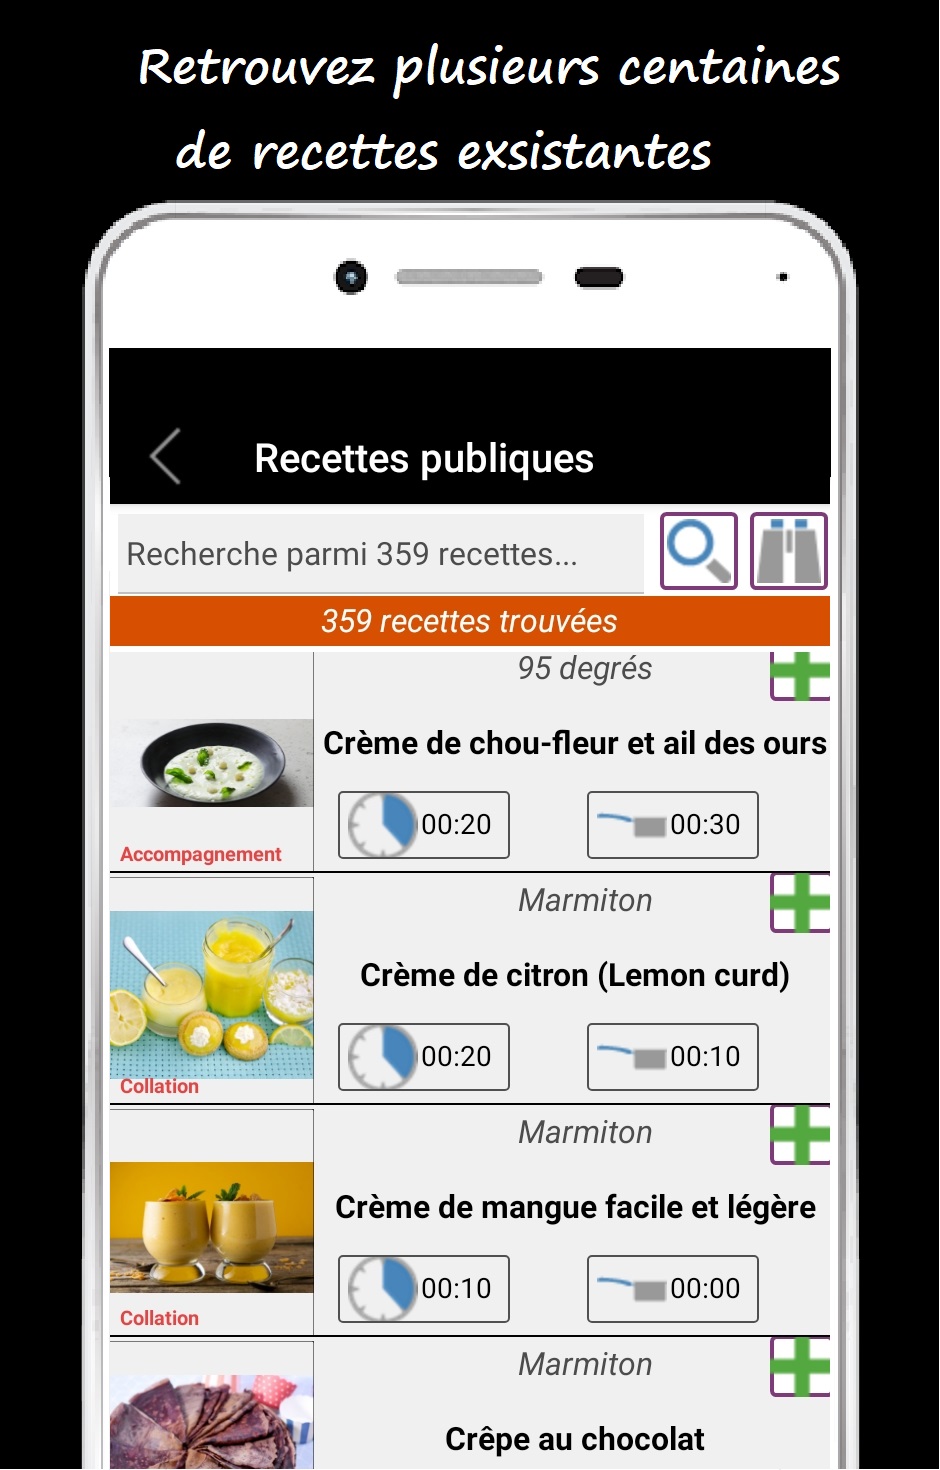 Retrouvez plusieurs centaines
de recettes exsistantes
Recettes publiques
Recherche parmi 359 recettes...
359 recettes trouvées
95 degrés
Crème de chou-fleur et ail des ours
00:20
00:30
Accompagnement
Marmiton
Crème de citron (Lemon curd)
00:20
00:10
Collation
Marmiton
Crème de mangue facile et légère
00:10
00:00
Collation
Marmiton
Crêpe au chocolat